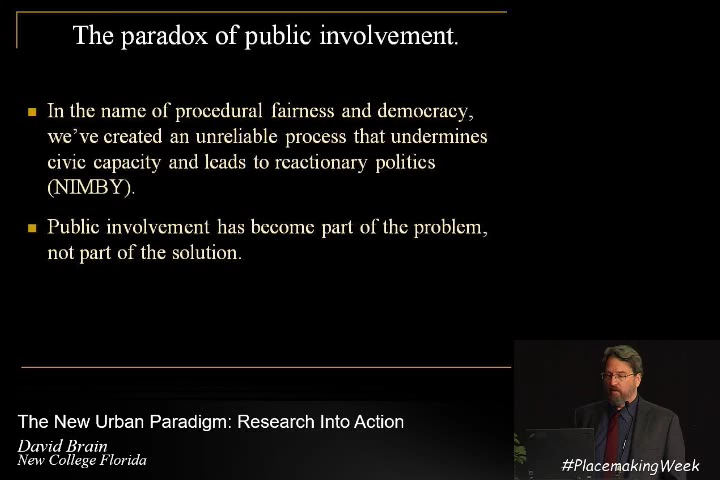 The paradox of public involvement.
In the name of procedural fairness and democracy,
we've created an unreliable process that undermines
civic capacity and leads to reactionary politics
(NIMBY).
Public involvement has become part of the problem,
not part of the solution.
The New Urban Paradigm: Research Into Action
David Brain
New College Florida
#PlacemakingWeek